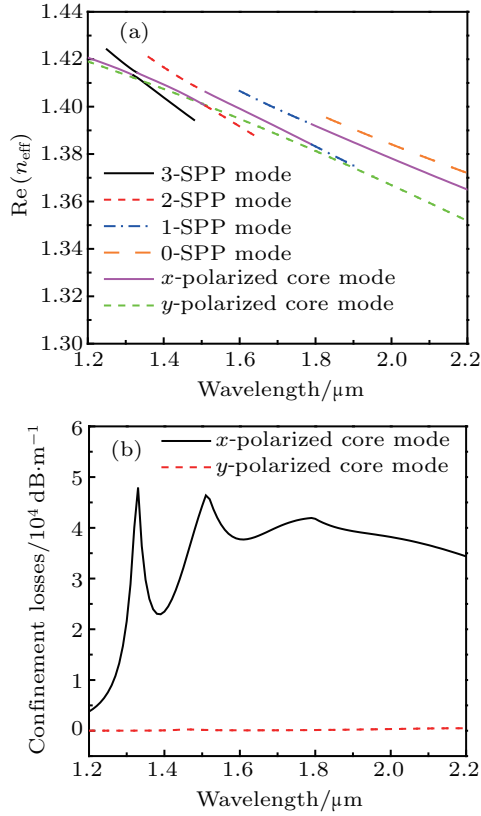 (a)
1.44
1.42
1.40
1.38
1.36
1.34
1.32
1.30
Re (n_eff)
3-SPP mode
2-SPP mode
1-SPP mode
0-SPP mode
x-polarized core mode
y-polarized core mode
1.2 1.4 1.6 1.8 2.0 2.2
Wavelength/μm
(b)
x-polarized core mode
y-polarized core mode
6
5
4
3
2
1
0
Confinement losses/10⁴ dB·m⁻¹
1.2 1.4 1.6 1.8 2.0 2.2
Wavelength/μm